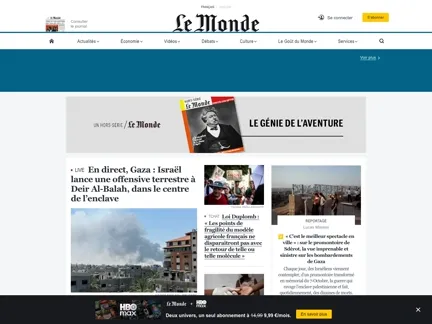 Français
Consulter
le journal
Le Monde
Se connecter
S'abonner
Actualités
Économie
Vidéos
Débats
Culture
Le Goût du Monde
Services
Voir plus >
UN HORS-SÉRIE / Le Monde
Le Monde
LE GÉNIE DE L'AVENTURE
LIVE En direct, Gaza : Israël
lance une offensive terrestre à
Deir Al-Balah, dans le centre
de l'enclave
TCHAT Loi Duplomb :
« Les points de
fragilité du modèle
agricole français ne
disparaîtront pas avec
le retour de telle ou
telle molécule »
REPORTAGE
« C'est le meilleur spectacle en
ville » : sur le promontoire de
Sdérot, la vue imprenable et
sinistre sur les bombardements
de Gaza
Chaque jour, des Israéliens viennent
contempler, d'un promontoire transformé
en mémorial du 7 octobre, la guerre qui
ravage l'enclave palestinienne et fait,
quotidiennement, des dizaines de morts.
HBO
max
Le Monde + HBO max
Deux univers, un seul abonnement à 14,99 9,99 €/mois.
En savoir plus